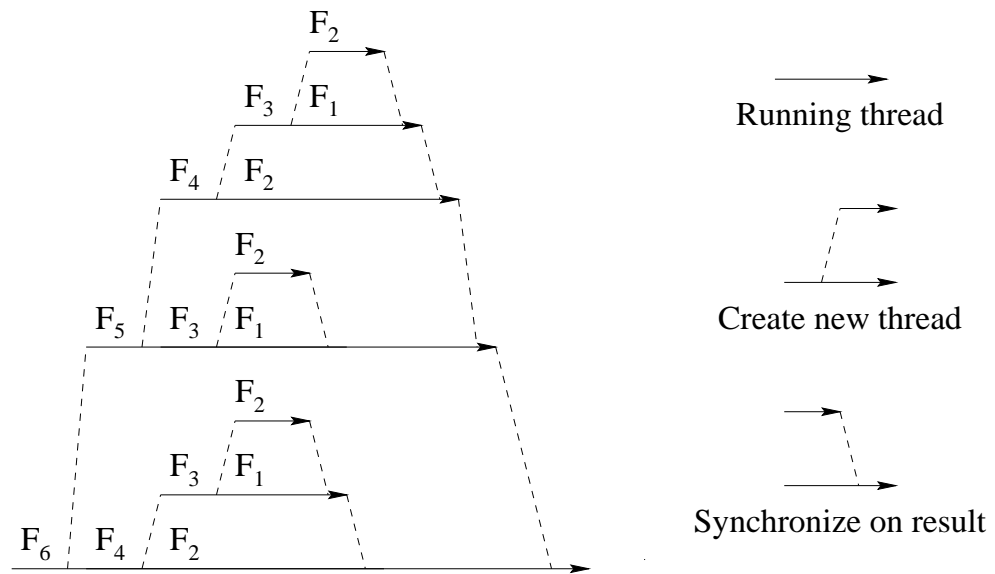 F₂
F₃ F₁
F₄ F₂
F₂
F₅ F₃ F₁
F₂
F₃ F₁
F₆ F₄ F₂
Running thread
Create new thread
Synchronize on result